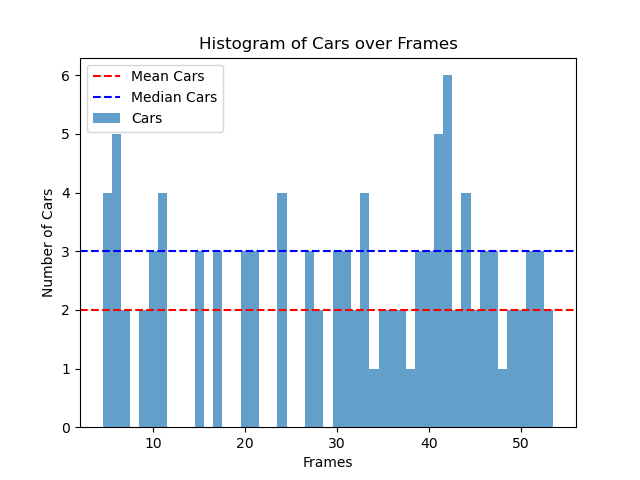 Histogram of Cars over Frames
Mean Cars
Median Cars
Cars
Number of Cars
6
5
4
3
2
1
0
10 20 30 40 50
Frames